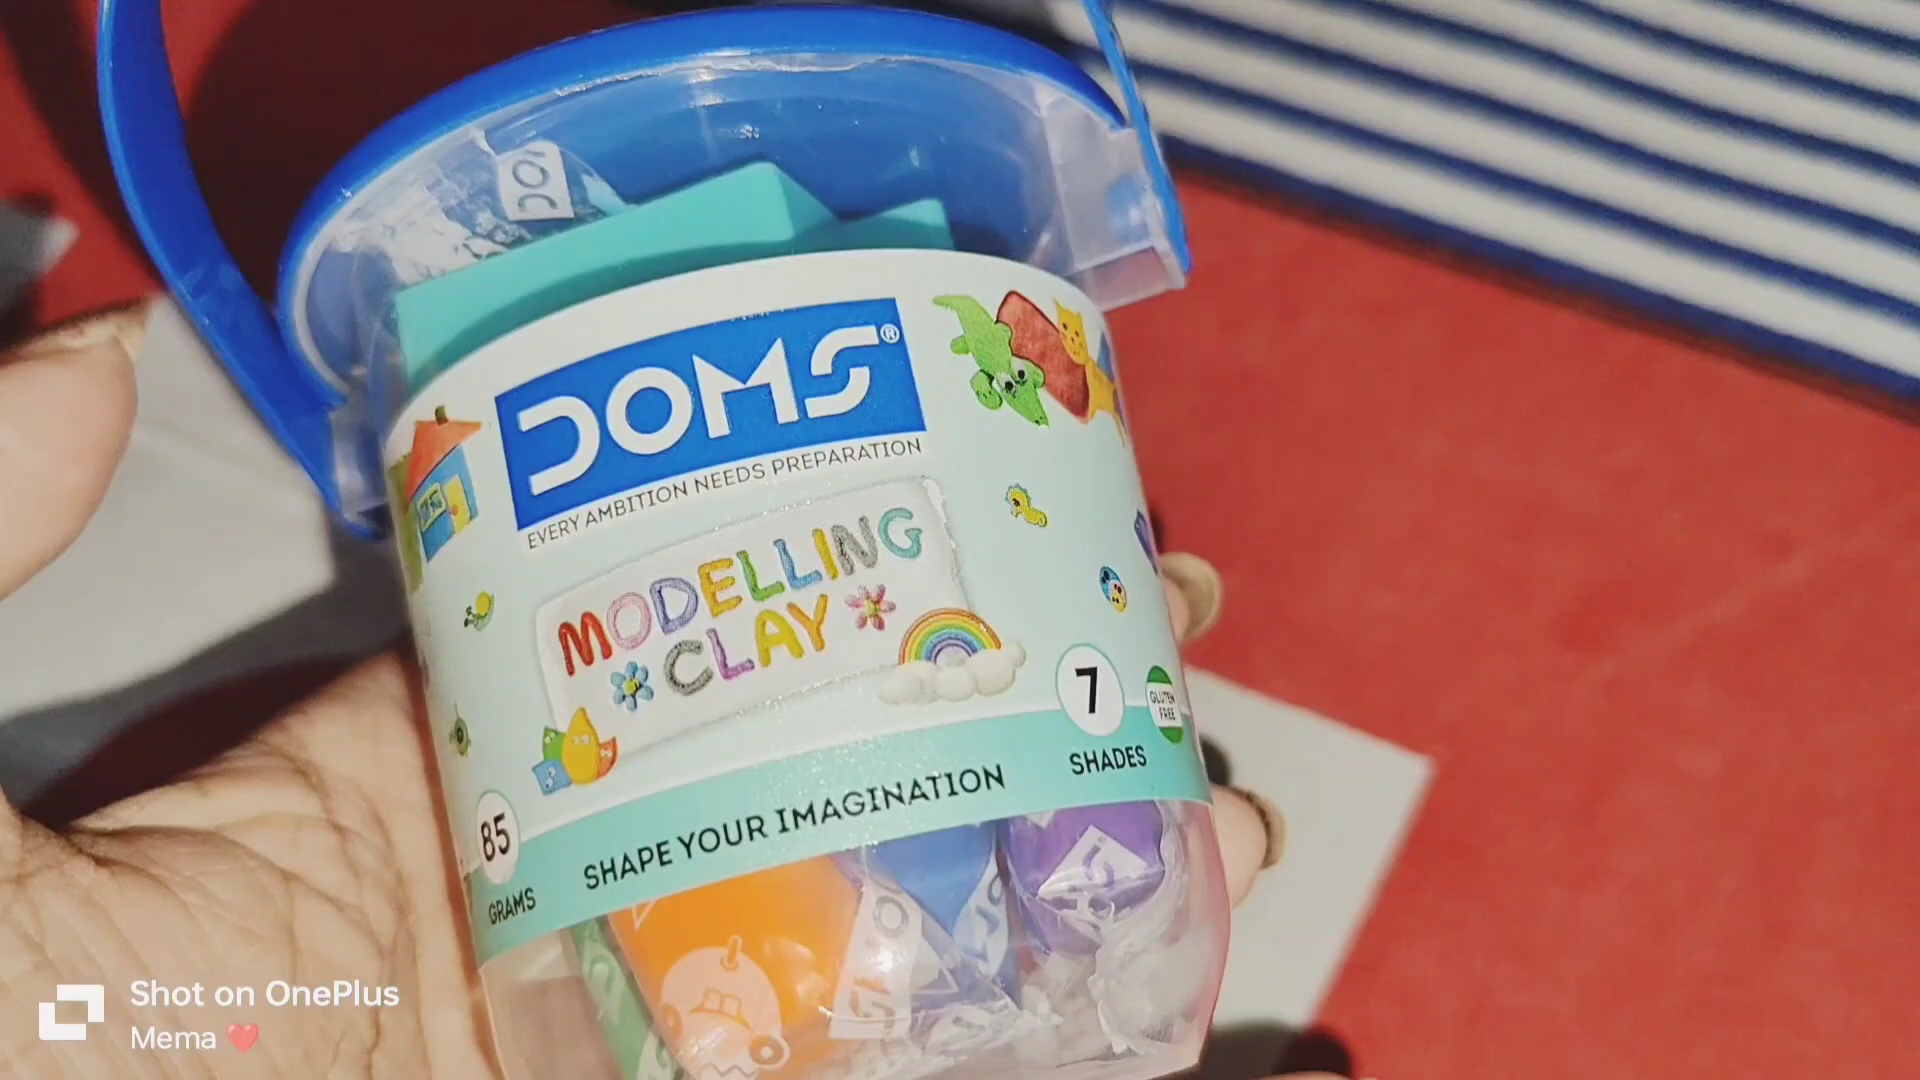 DOMS®
EVERY AMBITION NEEDS PREPARATION
MODELLING
CLAY
7
SHADES
GLUTEN
FREE
85
GRAMS
SHAPE YOUR IMAGINATION
Shot on OnePlus
Mema ❤️